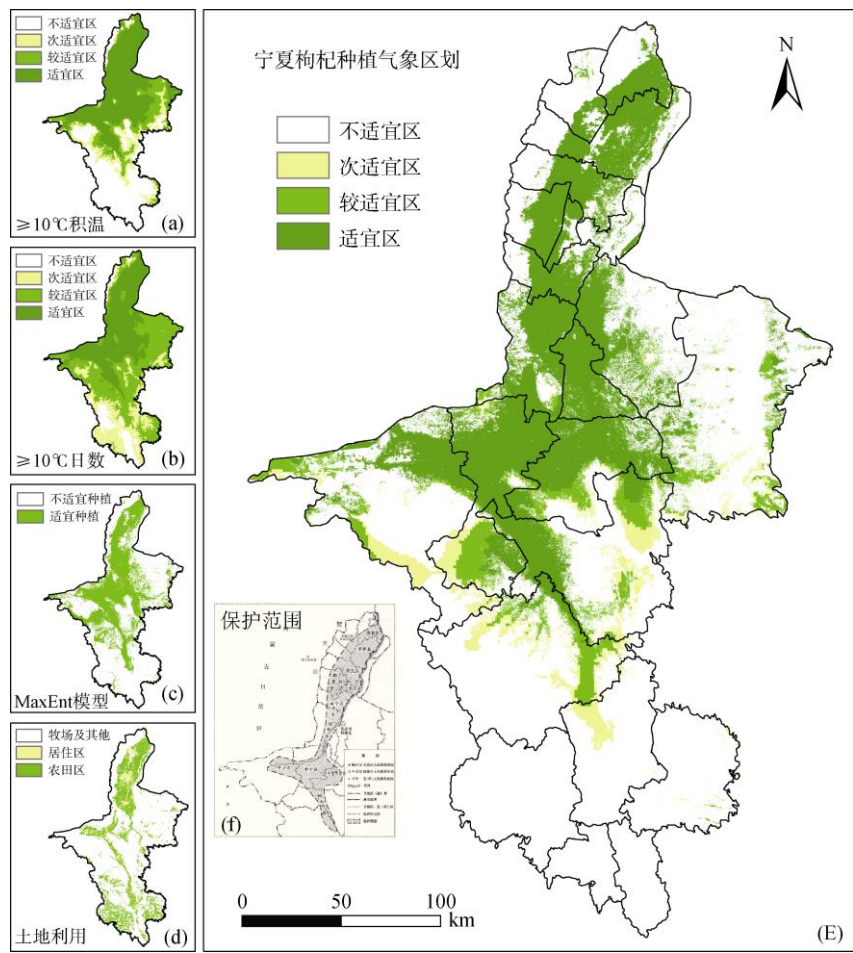 不适宜区
次适宜区
较适宜区
适宜区
≥10℃积温
(a)
不适宜区
次适宜区
较适宜区
适宜区
≥10℃日数
(b)
不适宜种植
适宜种植
MaxEnt模型
(c)
牧场及其他
居住区
农田区
土地利用
(d)
宁夏枸杞种植气象区划
N
不适宜区
次适宜区
较适宜区
适宜区
保护范围
(f)
0 50 100
km
(E)